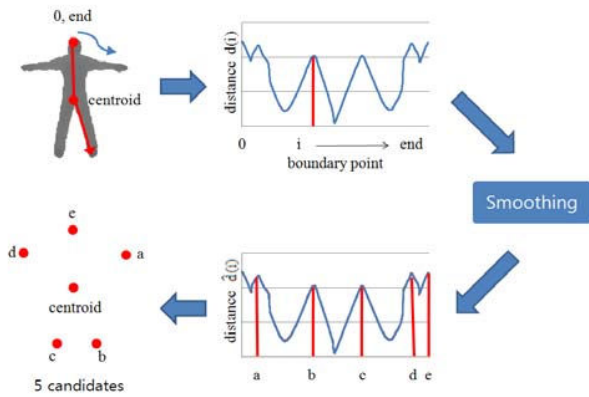 0, end
centroid
distance d(i)
0 i end
boundary point
Smoothing
distance d̂(i)
a b c d e
e
d a
centroid
c b
5 candidates